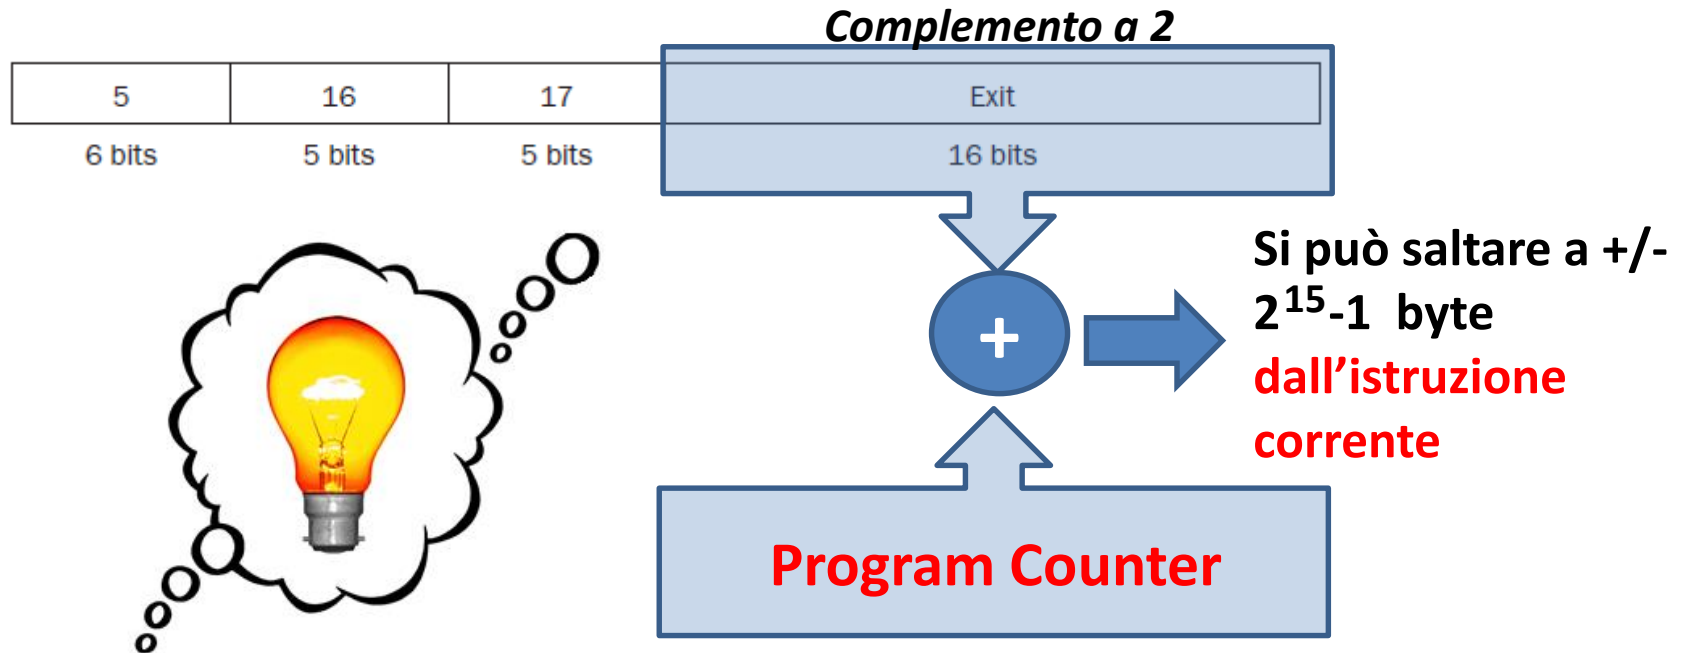 Complemento a 2
5 16 17 Exit
6 bits 5 bits 5 bits 16 bits
+
Si può saltare a +/-
2¹⁵-1 byte
dall’istruzione
corrente
Program Counter